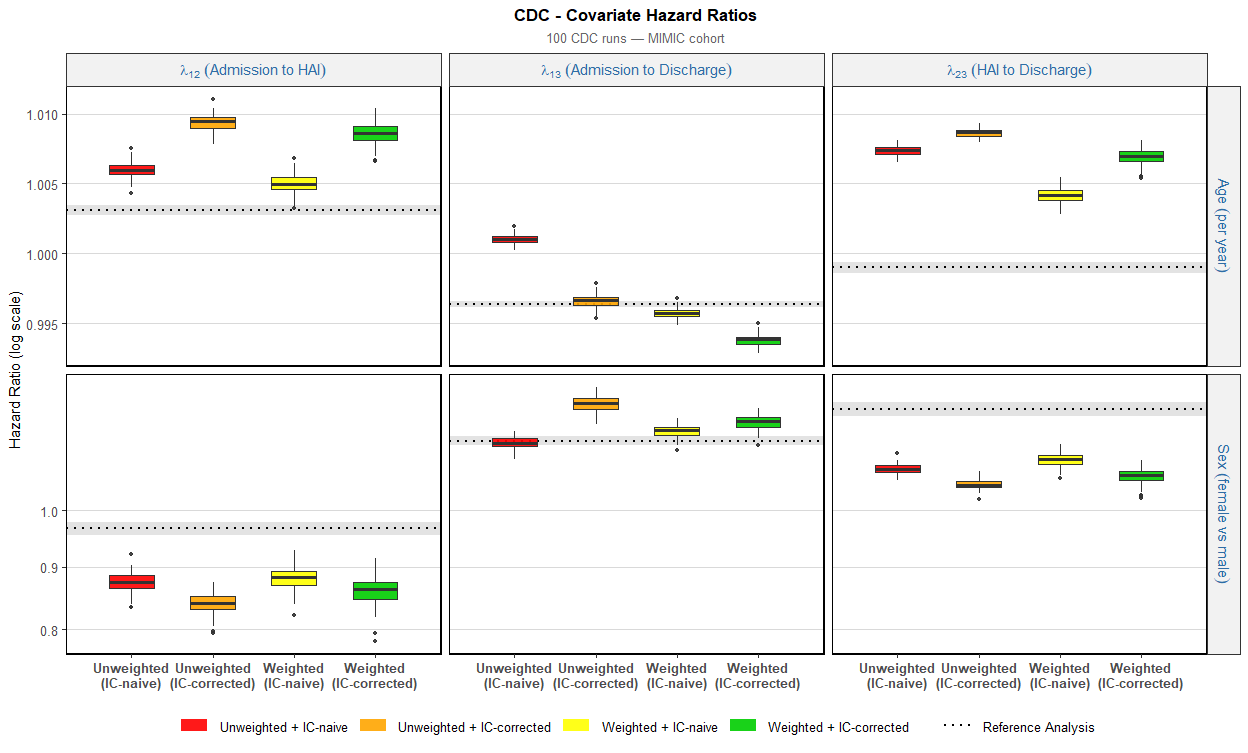 CDC - Covariate Hazard Ratios
100 CDC runs — MIMIC cohort
λ12 (Admission to HAI)
λ13 (Admission to Discharge)
λ23 (HAI to Discharge)
Hazard Ratio (log scale)
1.010
1.005
1.000
0.995
Age (per year)
1.0
0.9
0.8
Sex (female vs male)
Unweighted (IC-naive)
Unweighted (IC-corrected)
Weighted (IC-naive)
Weighted (IC-corrected)
Unweighted (IC-naive)
Unweighted (IC-corrected)
Weighted (IC-naive)
Weighted (IC-corrected)
Unweighted (IC-naive)
Unweighted (IC-corrected)
Weighted (IC-naive)
Weighted (IC-corrected)
Unweighted + IC-naive
Unweighted + IC-corrected
Weighted + IC-naive
Weighted + IC-corrected
Reference Analysis